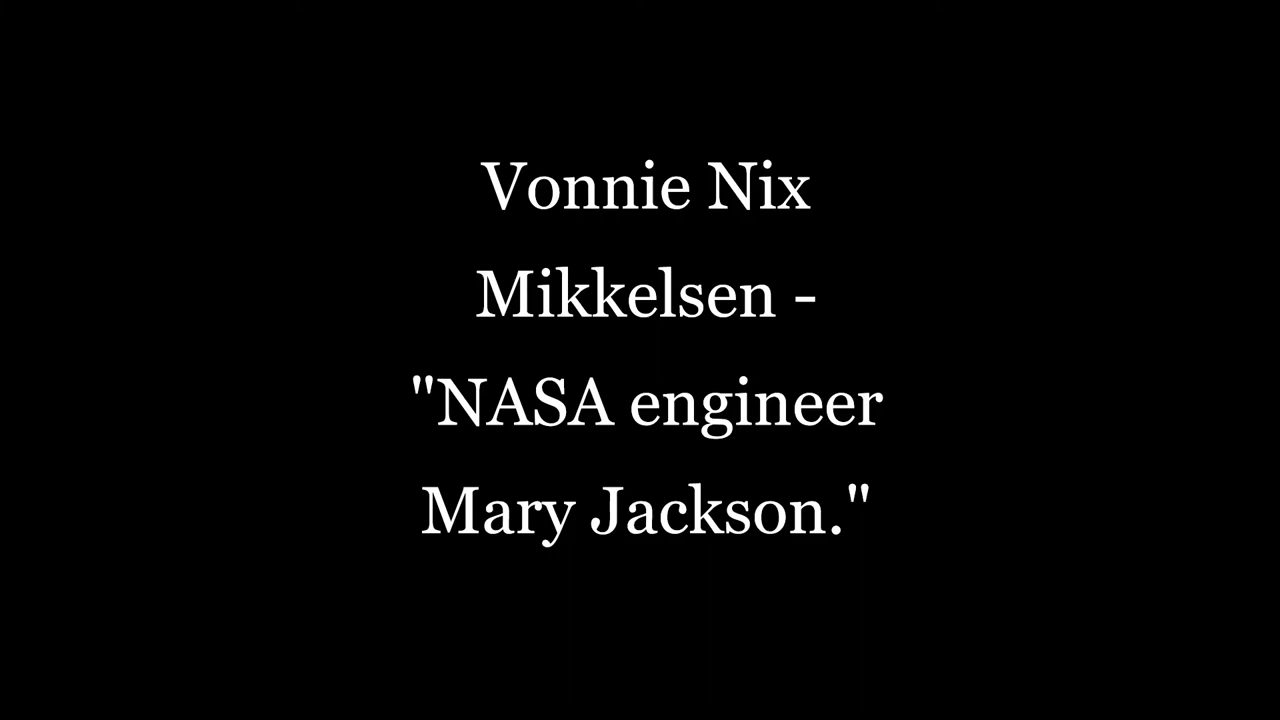 Vonnie Nix
Mikkelsen -
"NASA engineer
Mary Jackson."